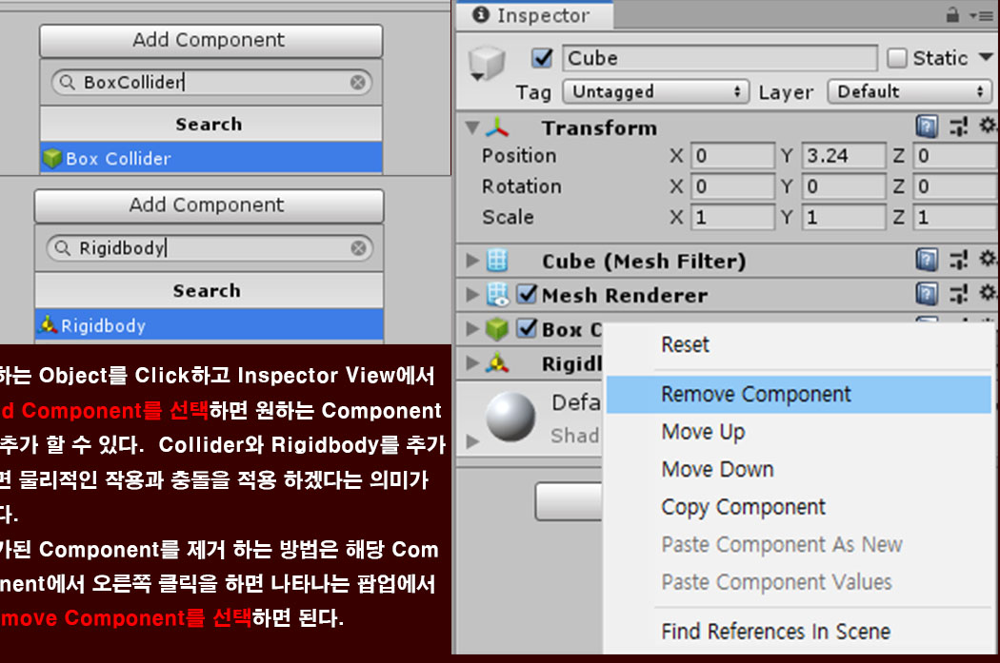 Add Component
BoxCollider
Search
Box Collider
Add Component
Rigidbody
Search
Rigidbody
하는 Object를 Click하고 Inspector View에서
d Component를 선택하면 원하는 Component
추가 할 수 있다. Collider와 Rigidbody를 추가
면 물리적인 작용과 충돌을 적용 하겠다는 의미가
다.
가된 Component를 제거 하는 방법은 해당 Com
nent에서 오른쪽 클릭을 하면 나타나는 팝업에서
move Component를 선택하면 된다.
Inspector
Cube Static
Tag Untagged Layer Default
Transform
Position X 0 Y 3.24 Z 0
Rotation X 0 Y 0 Z 0
Scale X 1 Y 1 Z 1
Cube (Mesh Filter)
Mesh Renderer
Box C
Rigidl
Defa
Shad
Reset
Remove Component
Move Up
Move Down
Copy Component
Paste Component As New
Paste Component Values
Find References In Scene